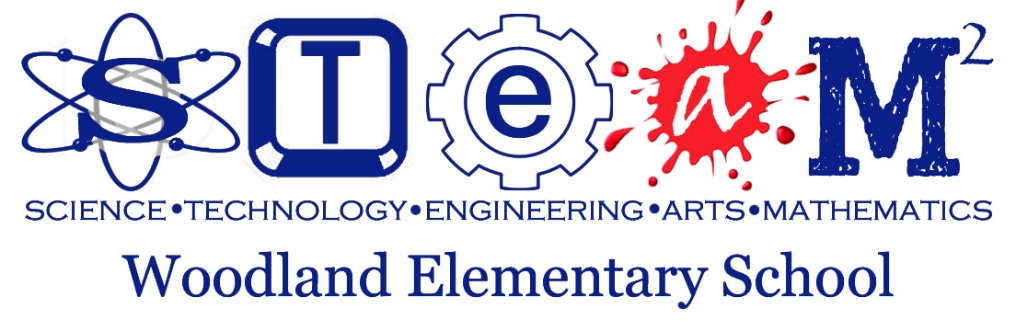 STeaM²
SCIENCE•TECHNOLOGY•ENGINEERING•ARTS•MATHEMATICS
Woodland Elementary School